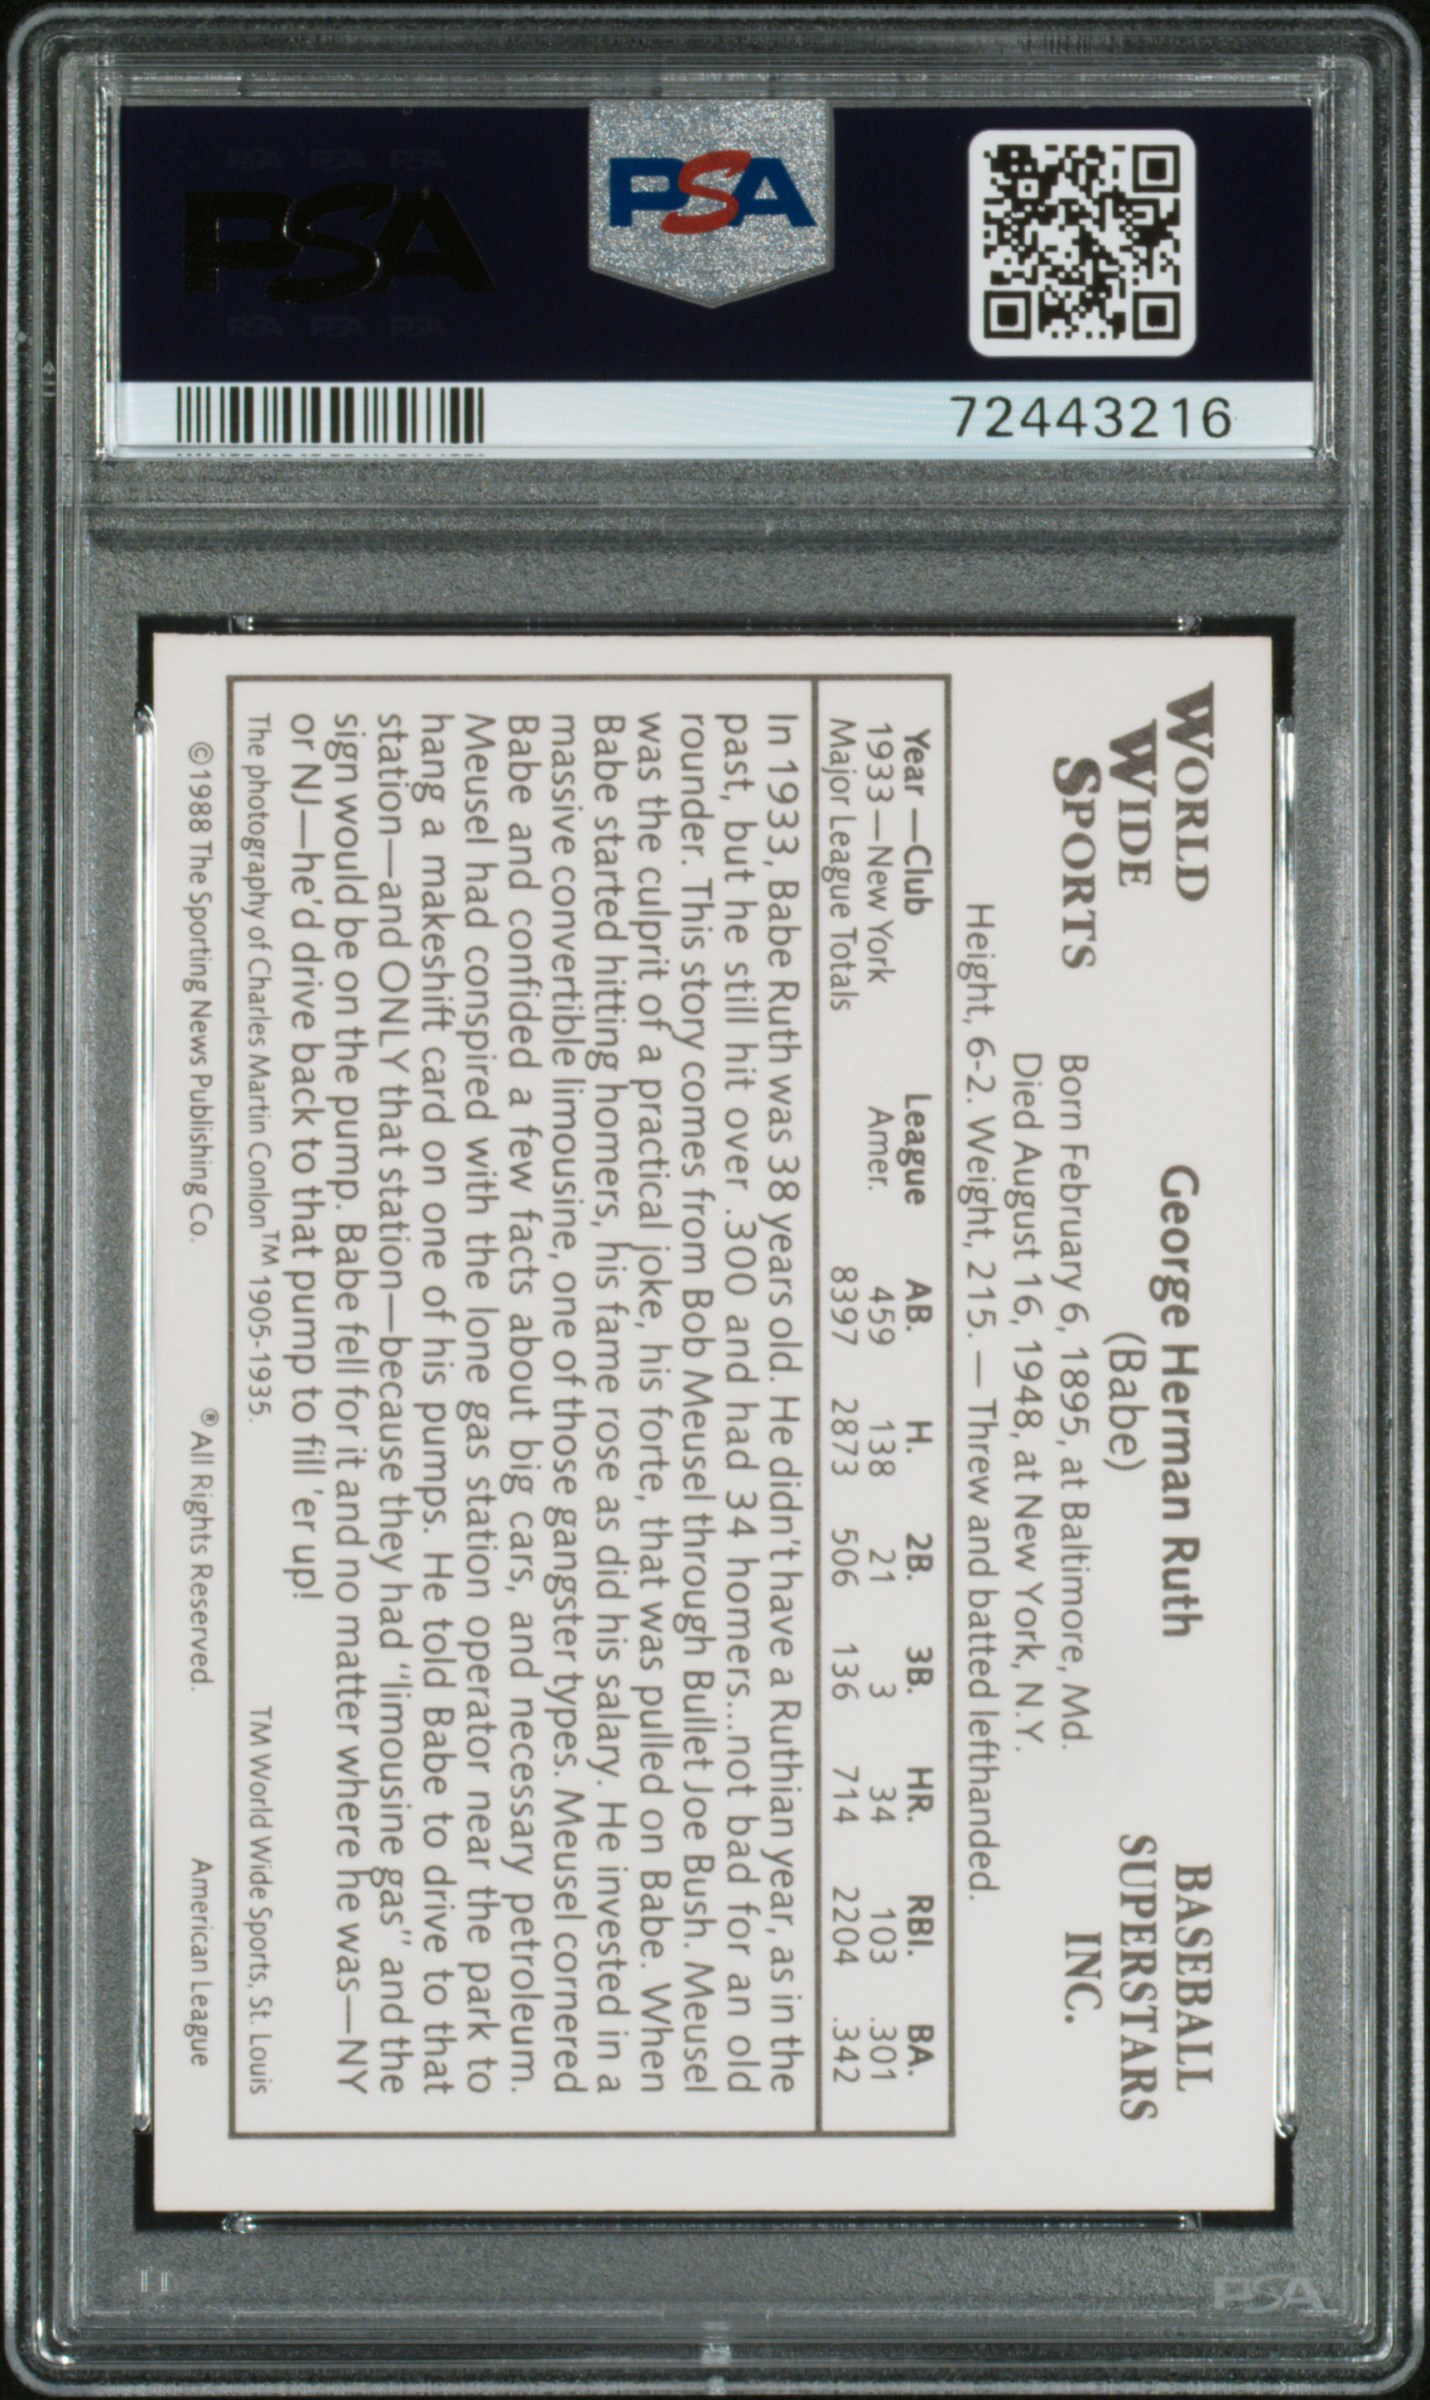 PSA PSA PSA
PSA
PSA PSA PSA
PSA
72443216
WORLD
WIDE
SPORTS
George Herman Ruth
(Babe)
BASEBALL
SUPERSTARS
INC.
Born February 6, 1895, at Baltimore, Md.
Died August 16, 1948, at New York, N.Y.
Height, 6-2. Weight, 215. — Threw and batted lefthanded.
Year —Club League AB. H. 2B. 3B. HR. RBI. BA.
1933—New York Amer. 459 138 21 3 34 103 .301
Major League Totals 8397 2873 506 136 714 2204 .342
In 1933, Babe Ruth was 38 years old. He didn't have a Ruthian year, as in the
past, but he still hit over .300 and had 34 homers...not bad for an old
rounder. This story comes from Bob Meusel through Bullet Joe Bush. Meusel
was the culprit of a practical joke, his forte, that was pulled on Babe. When
Babe started hitting homers, his fame rose as did his salary. He invested in a
massive convertible limousine, one of those gangster types. Meusel cornered
Babe and confided a few facts about big cars, and necessary petroleum.
Meusel had conspired with the lone gas station operator near the park to
hang a makeshift card on one of his pumps. He told Babe to drive to that
station—and ONLY that station—because they had "limousine gas" and the
sign would be on the pump. Babe fell for it and no matter where he was—NY
or NJ—he'd drive back to that pump to fill 'er up!
The photography of Charles Martin Conlon™ 1905-1935. TM World Wide Sports, St. Louis
©1988 The Sporting News Publishing Co. ®All Rights Reserved. American League
PSA